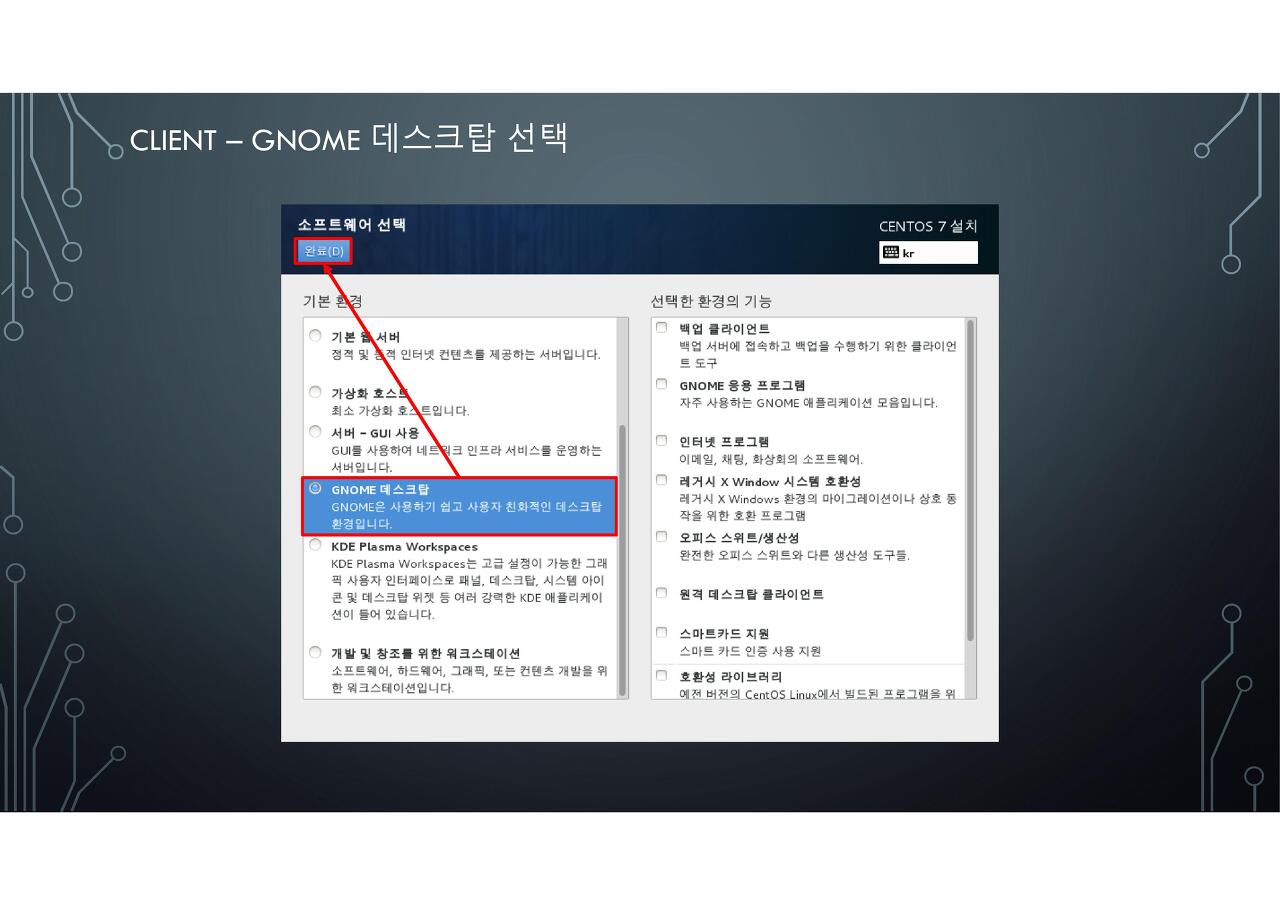 CLIENT – GNOME 데스크탑 선택
소프트웨어 선택
완료(D)
CENTOS 7 설치
kr
기본 환경
기본 웹 서버
정적 및 동적 인터넷 컨텐츠를 제공하는 서버입니다.
가상화 호스트
최소 가상화 호스트입니다.
서버 – GUI 사용
GUI를 사용하여 네트워크 인프라 서비스를 운영하는
서버입니다.
GNOME 데스크탑
GNOME은 사용하기 쉽고 사용자 친화적인 데스크탑
환경입니다.
KDE Plasma Workspaces
KDE Plasma Workspaces는 고급 설정이 가능한 그래
픽 사용자 인터페이스로 패널, 데스크탑, 시스템 아이
콘 및 데스크탑 위젯 등 여러 강력한 KDE 애플리케이
션이 들어 있습니다.
개발 및 창조를 위한 워크스테이션
소프트웨어, 하드웨어, 그래픽, 또는 컨텐츠 개발을 위
한 워크스테이션입니다.
선택한 환경의 기능
백업 클라이언트
백업 서버에 접속하고 백업을 수행하기 위한 클라이언
트 도구
GNOME 응용 프로그램
자주 사용하는 GNOME 애플리케이션 모음입니다.
인터넷 프로그램
이메일, 채팅, 화상회의 소프트웨어.
레거시 X Window 시스템 호환성
레거시 X Windows 환경의 마이그레이션이나 상호 동
작을 위한 호환 프로그램
오피스 스위트/생산성
완전한 오피스 스위트와 다른 생산성 도구들.
원격 데스크탑 클라이언트
스마트카드 지원
스마트 카드 인증 사용 지원
호환성 라이브러리
예전 버전의 CentOS Linux에서 빌드된 프로그램을 위